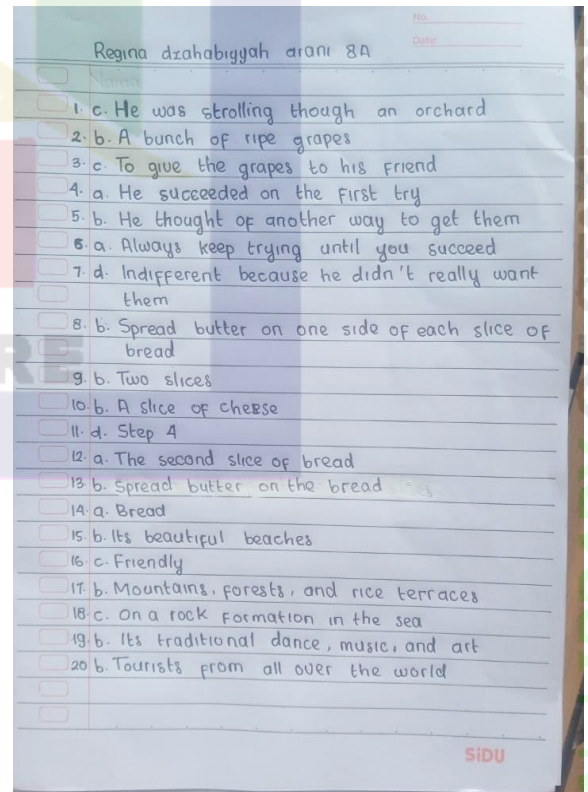 No.
Date:
Regina dzahabiyyah arani 8A
1. c. He was strolling though an orchard
2. b. A bunch of ripe grapes
3. c. To give the grapes to his friend
4. a. He succeeded on the first try
5. b. He thought of another way to get them
6. a. Always keep trying until you succeed
7. d. Indifferent because he didn't really want
them
8. b. Spread butter on one side of each slice of
bread
9. b. Two slices
10. b. A slice of cheese
11. d. Step 4
12. a. The second slice of bread
13. b. Spread butter on the bread
14. a. Bread
15. b. Its beautiful beaches
16. c. Friendly
17. b. Mountains, forests, and rice terraces
18. c. On a rock formation in the sea
19. b. Its traditional dance, music, and art
20 b. Tourists from all over the world
SiDU